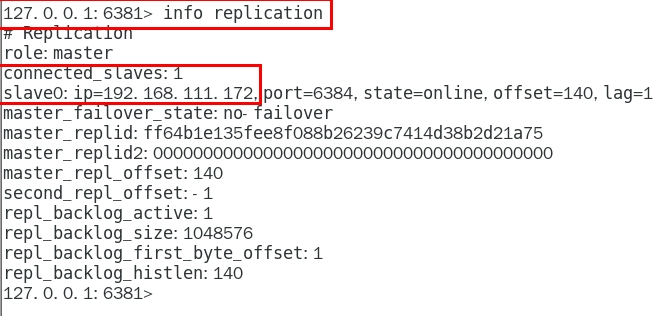 127.0.0.1:6381> info replication
# Replication
role:master
connected_slaves:1
slave0:ip=192.168.111.172,port=6384,state=online,offset=140,lag=1
master_failover_state:no-failover
master_replid:ff64b1e135fee8f088b26239c7414d38b2d21a75
master_replid2:0000000000000000000000000000000000000000
master_repl_offset:140
second_repl_offset:-1
repl_backlog_active:1
repl_backlog_size:1048576
repl_backlog_first_byte_offset:1
repl_backlog_histlen:140
127.0.0.1:6381>